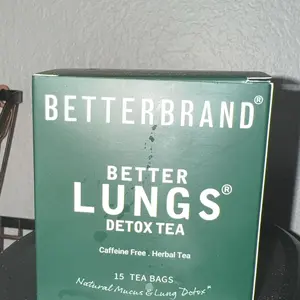 BETTERBRAND®
BETTER
LUNGS®
DETOX TEA
Caffeine Free . Herbal Tea
15 TEA BAGS
Natural Mucus & Lung "Detox"